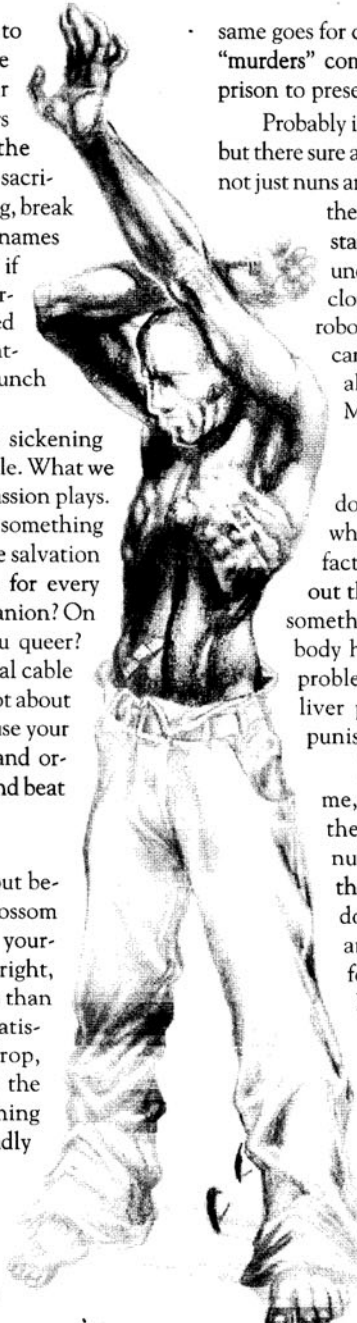 to
e
r
rs
the
sacri-
g, break
names
if
r-
ed
at-
unch
sickening
le. What we
assion plays.
something
e salvation
for every
anion? On
u queer?
al cable
ot about
use your
and or-
nd beat
out be-
ossom
your-
right,
than
atis-
rop,
the
ning
dly
same goes for c
"murders" com
prison to prese
Probably i
but there sure a
not just nuns an
the
sta
und
clo
robo
can
al
M
do
wh
fact
out th
someth
body h
proble
liver p
punis
me,
the
nu
th
do
ar
fo